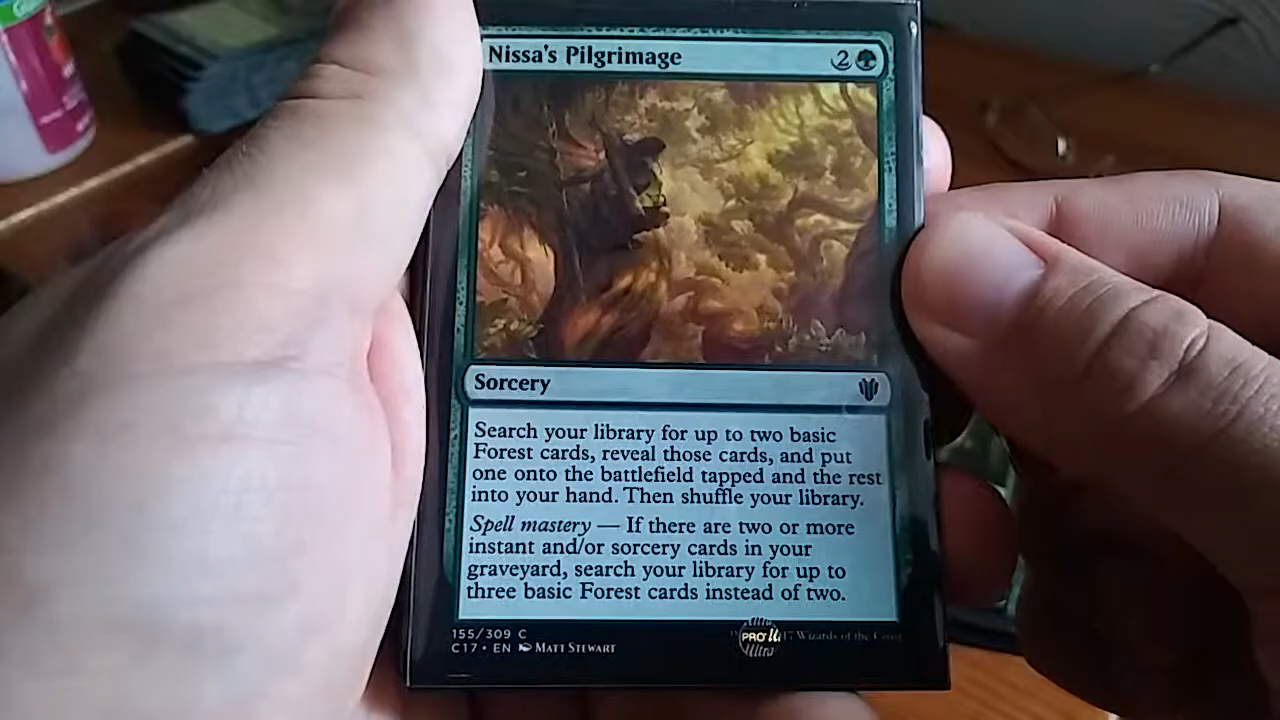 Nissa's Pilgrimage 2
Sorcery
Search your library for up to two basic
Forest cards, reveal those cards, and put
one onto the battlefield tapped and the rest
into your hand. Then shuffle your library.
Spell mastery — If there are two or more
instant and/or sorcery cards in your
graveyard, search your library for up to
three basic Forest cards instead of two.
155/309 C
17 Wizards of the Coast
C17 • EN MATT STEWART
PRO
Ultra